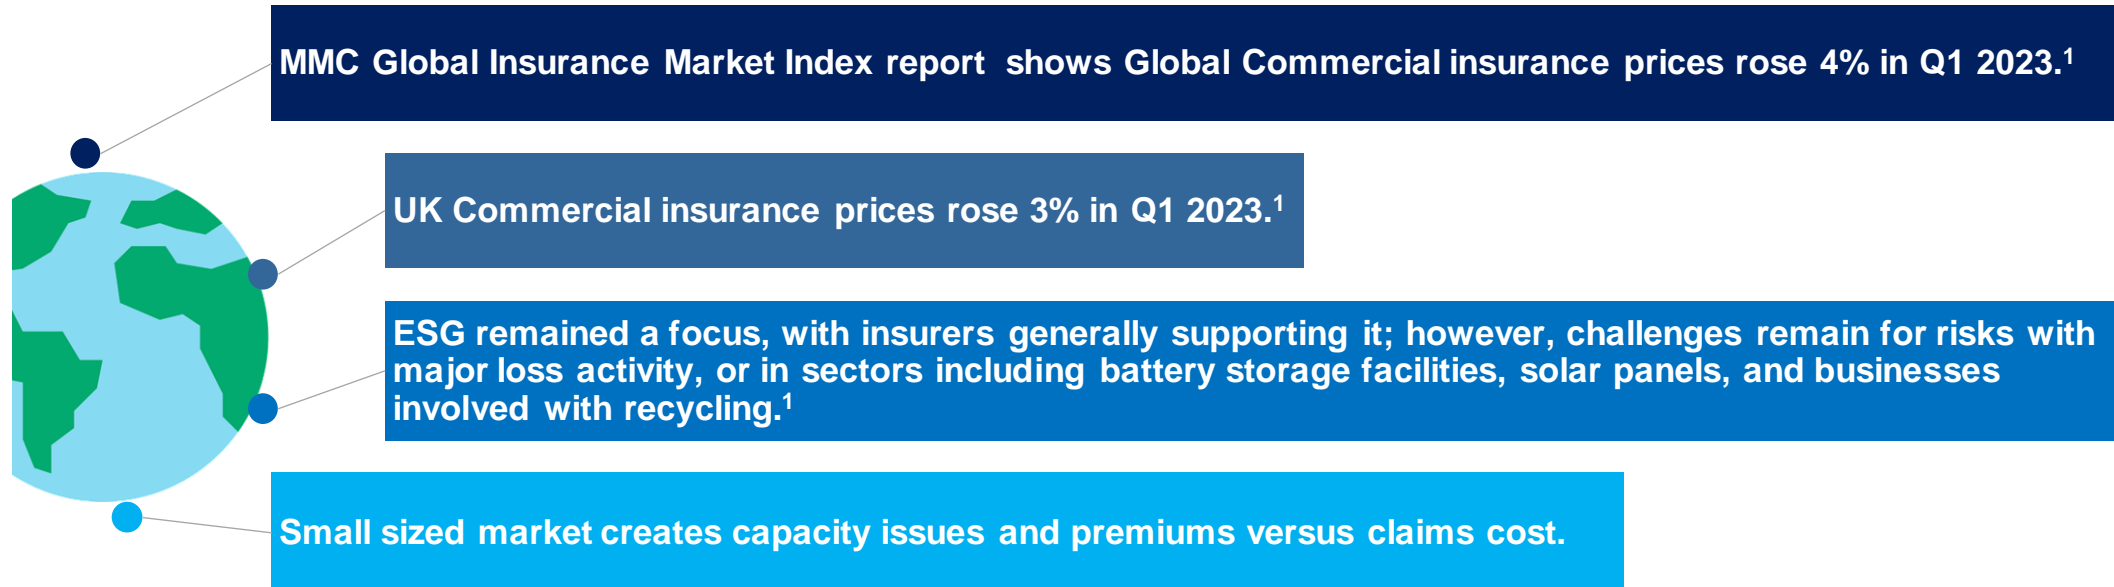 MMC Global Insurance Market Index report shows Global Commercial insurance prices rose 4% in Q1 2023.¹
UK Commercial insurance prices rose 3% in Q1 2023.¹
ESG remained a focus, with insurers generally supporting it; however, challenges remain for risks with
major loss activity, or in sectors including battery storage facilities, solar panels, and businesses
involved with recycling.¹
Small sized market creates capacity issues and premiums versus claims cost.